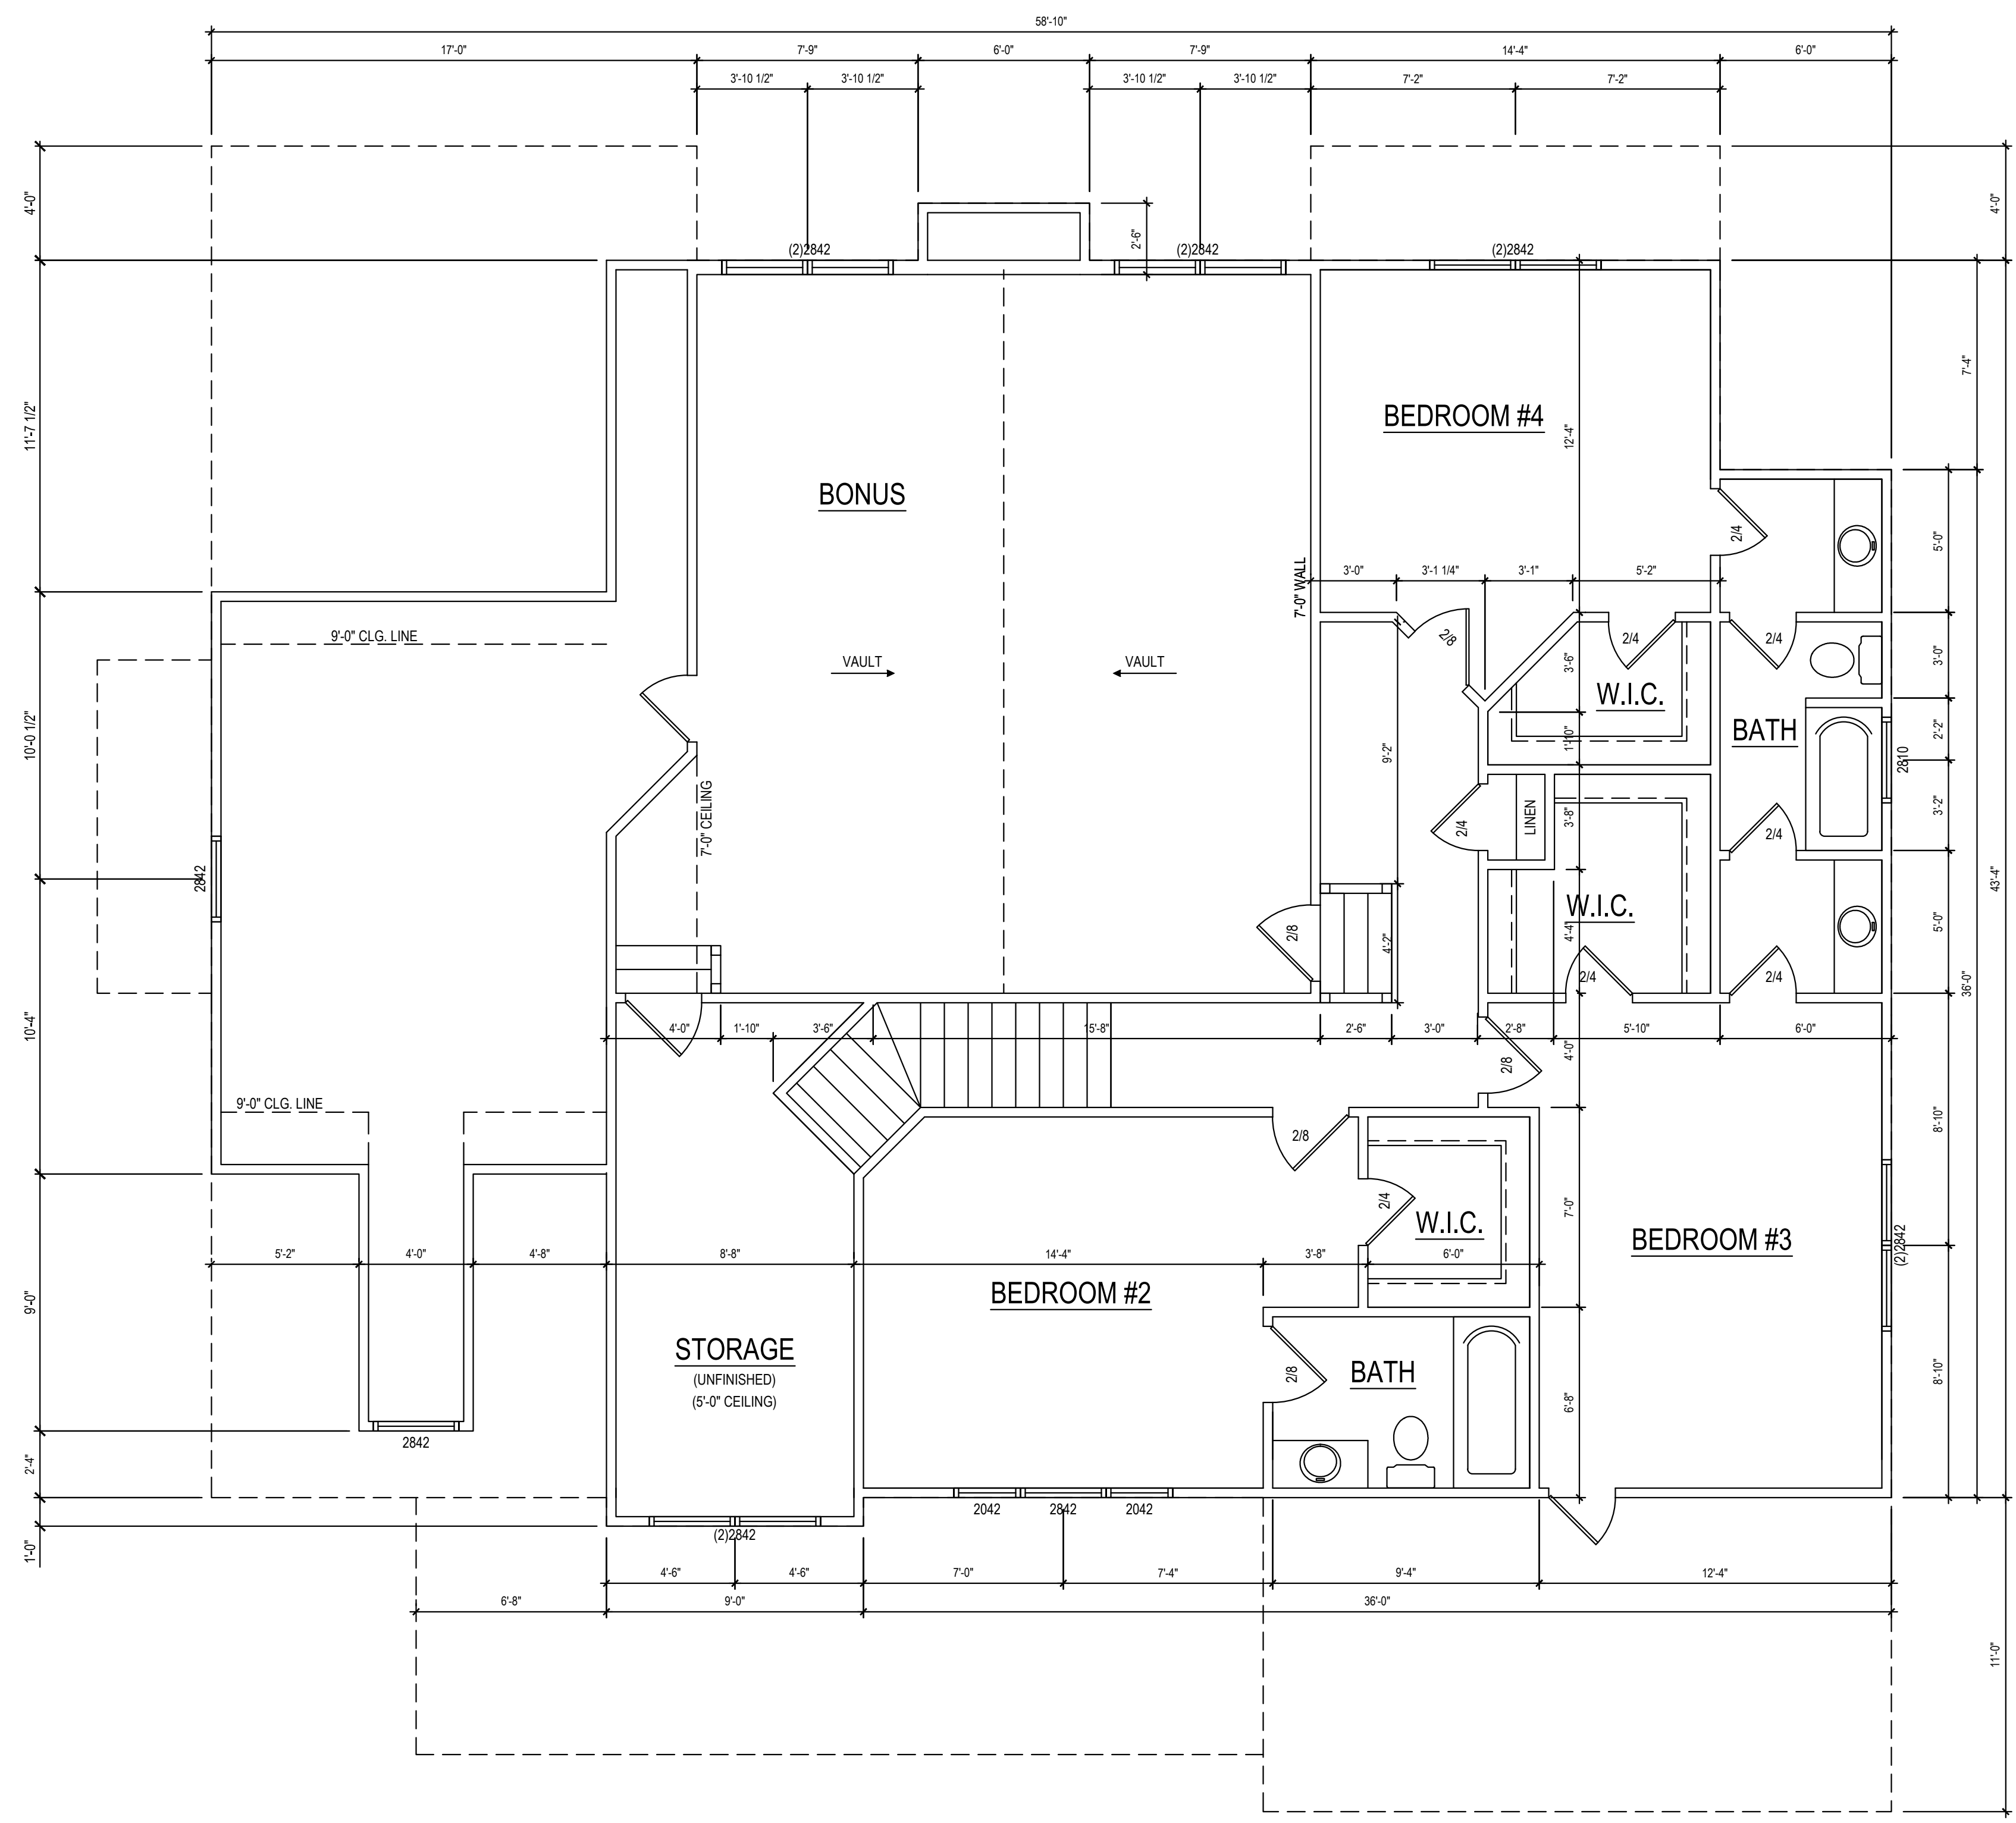 58'-10"
17'-0" 7'-9" 6'-0" 7'-9" 14'-4" 6'-0"
3'-10 1/2" 3'-10 1/2" 3'-10 1/2" 3'-10 1/2" 7'-2" 7'-2"
4'-0" 4'-0"
2'-6"
(2)2842 (2)2842 (2)2842
7'-4"
11'-7 1/2"
BEDROOM #4
12'-4"
BONUS
2/4
5'-0"
7'-0" WALL
3'-0" 3'-1 1/4" 3'-1" 5'-2"
9'-0" CLG. LINE
2/8 2/4 2/4
VAULT VAULT
3'-6"
3'-0"
W.I.C.
10'-0 1/2"
BATH
2'-2"
1'-10"
9'-2"
2810
7'-0" CEILING
LINEN
3'-8"
3'-2"
2/4
2/4
2842
43'-4"
W.I.C.
2/8
4'-2"
4'-4"
5'-0"
2/4 2/4
36'-0"
10'-4"
4'-0" 1'-10" 3'-6" 15'-8" 2'-6" 3'-0" 2'-8" 5'-10" 6'-0"
4'-0"
2/8
9'-0" CLG. LINE
8'-10"
2/8
2/4
7'-0"
W.I.C.
BEDROOM #3
(2)2842
5'-2" 4'-0" 4'-8" 8'-8" 14'-4" 3'-8" 6'-0"
BEDROOM #2
9'-0"
STORAGE
(UNFINISHED)
(5'-0" CEILING)
2/8
BATH
8'-10"
6'-8"
2842
2'-4"
2042 2842 2042
(2)2842
1'-0"
4'-6" 4'-6" 7'-0" 7'-4" 9'-4" 12'-4"
6'-8" 9'-0" 36'-0"
11'-0"